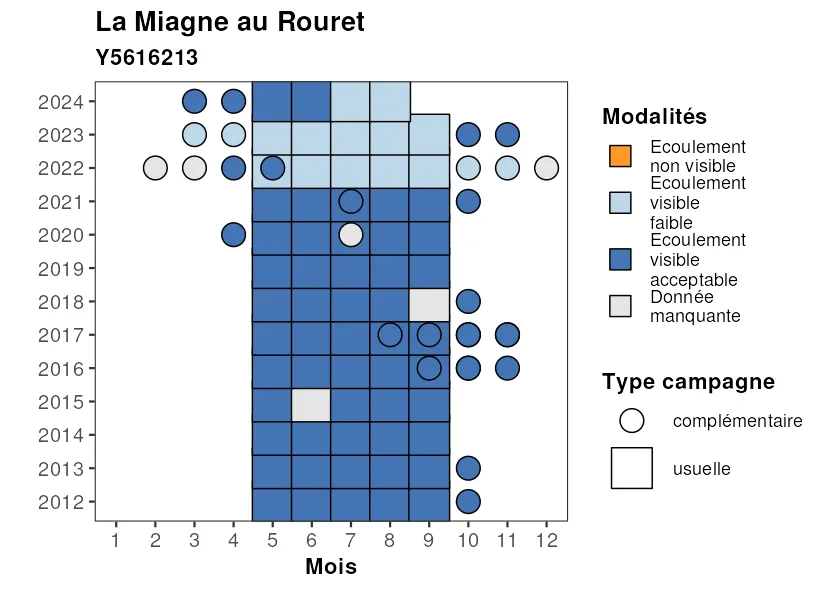 La Miagne au Rouret
Y5616213
2024
2023
2022
2021
2020
2019
2018
2017
2016
2015
2014
2013
2012
1 2 3 4 5 6 7 8 9 10 11 12
Mois
Modalités
Ecoulement
non visible
Ecoulement
visible
faible
Ecoulement
visible
acceptable
Donnée
manquante
Type campagne
complémentaire
usuelle